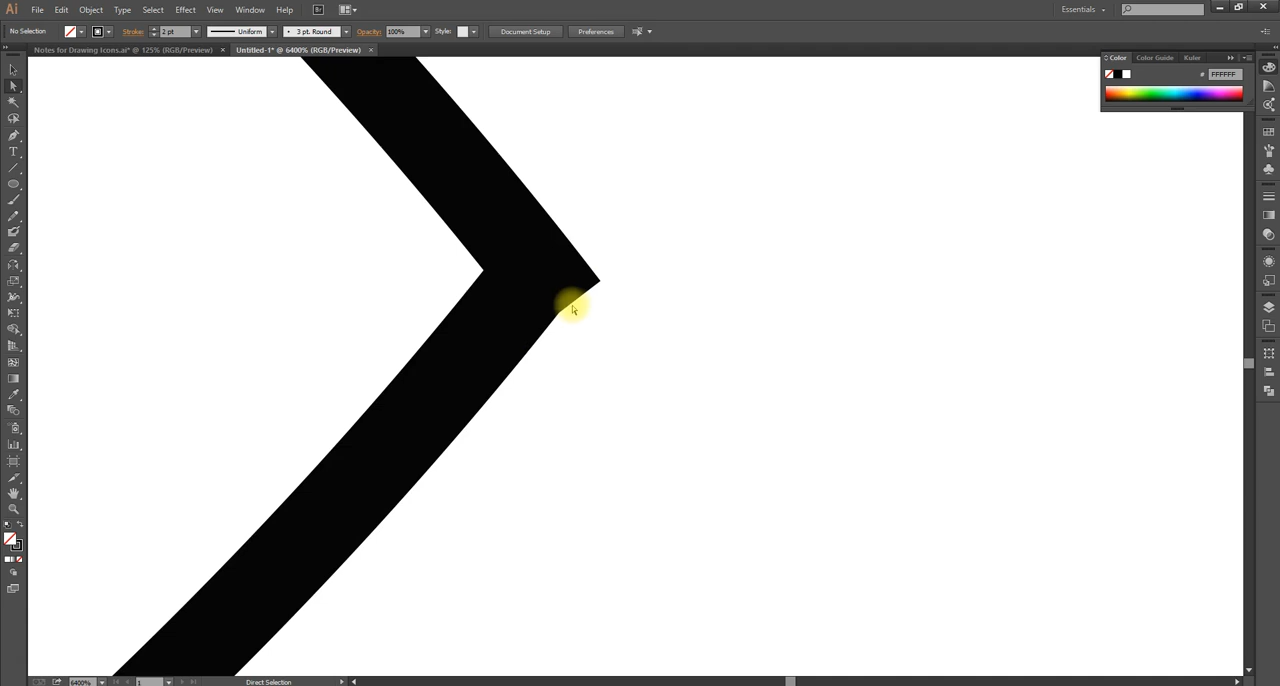 Ai File Edit Object Type Select Effect View Window Help Br Essentials
No Selection Stroke: 2 pt Uniform 3 pt. Round Opacity: 100% Style: Document Setup Preferences
Notes for Drawing Icons.ai* @ 125% (RGB/Preview) × Untitled-1* @ 6400% (RGB/Preview) ×
Color Color Guide Kuler
# FFFFFF
T
6400% 1 Direct Selection